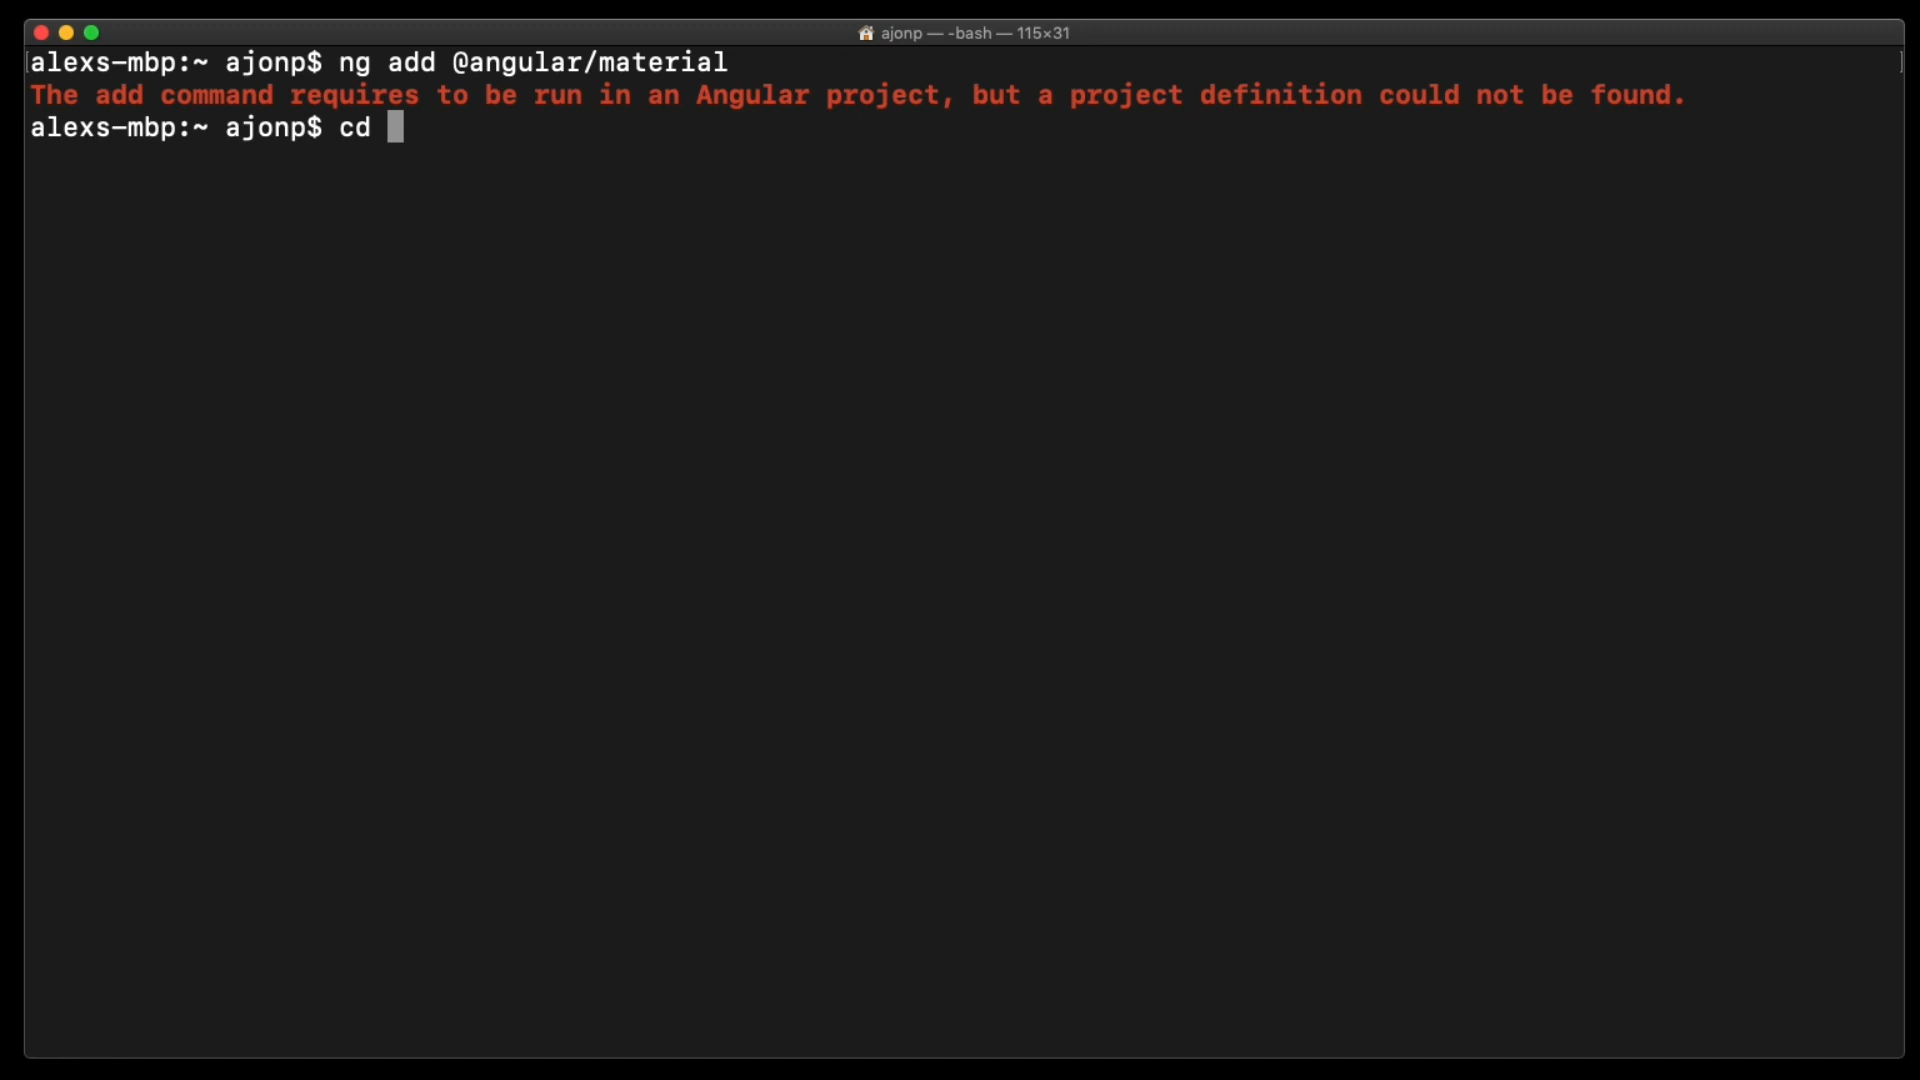 ajonp — -bash — 115×31
[alexs-mbp:~ ajonp$ ng add @angular/material ]
The add command requires to be run in an Angular project, but a project definition could not be found.
alexs-mbp:~ ajonp$ cd